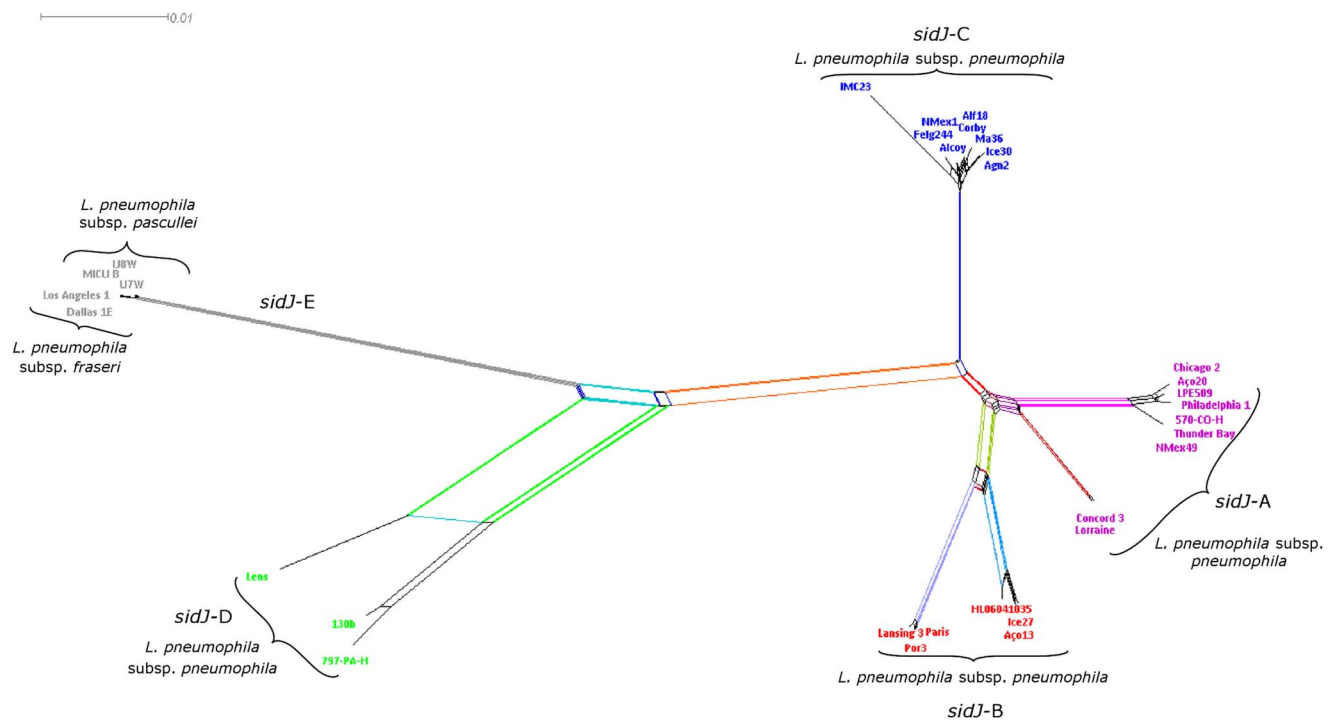 0.01
sidJ-C
L. pneumophila subsp. pneumophila
IMC23
Alf18
NMex1
Corby
Felg244
Ma36
Alcoy
Ice30
Agn2
L. pneumophila
subsp. pascullei
U8W
MICU B
U7W
Los Angeles 1
Dallas 1E
L. pneumophila
subsp. fraseri
sidJ-E
Chicago 2
Aço20
LPE509
Philadelphia 1
570-CO-H
Thunder Bay
NMex49
sidJ-A
Concord 3
Lorraine
L. pneumophila subsp.
pneumophila
Lens
sidJ-D
130b
L. pneumophila
subsp. pneumophila
797-PA-H
HL06041035
Ice27
Lansing 3 Paris
Aço13
Por3
L. pneumophila subsp. pneumophila
sidJ-B